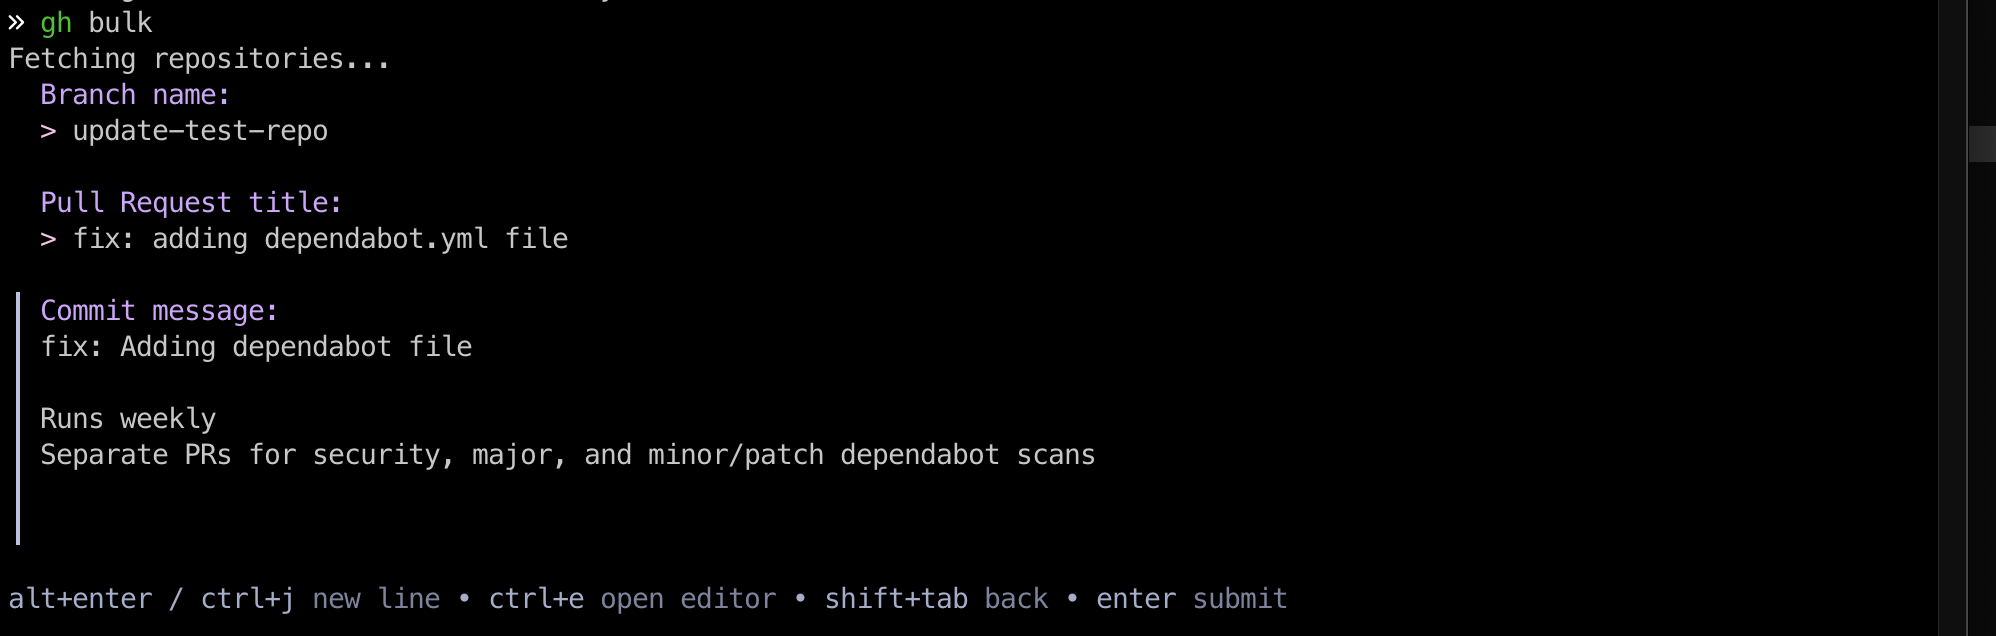 » gh bulk
Fetching repositories...
Branch name:
> update-test-repo
Pull Request title:
> fix: adding dependabot.yml file
Commit message:
fix: Adding dependabot file
Runs weekly
Separate PRs for security, major, and minor/patch dependabot scans
alt+enter / ctrl+j new line • ctrl+e open editor • shift+tab back • enter submit